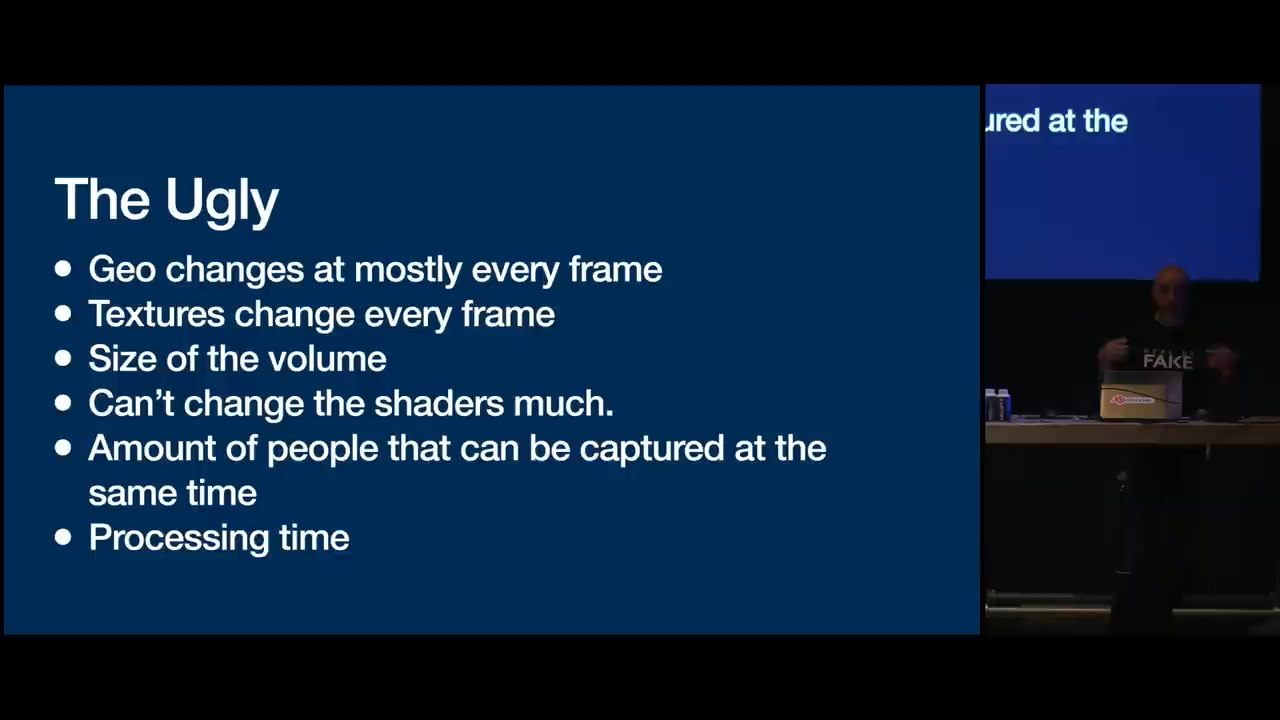 The Ugly
• Geo changes at mostly every frame
• Textures change every frame
• Size of the volume
• Can’t change the shaders much.
• Amount of people that can be captured at the
same time
• Processing time
ured at the
FAKE